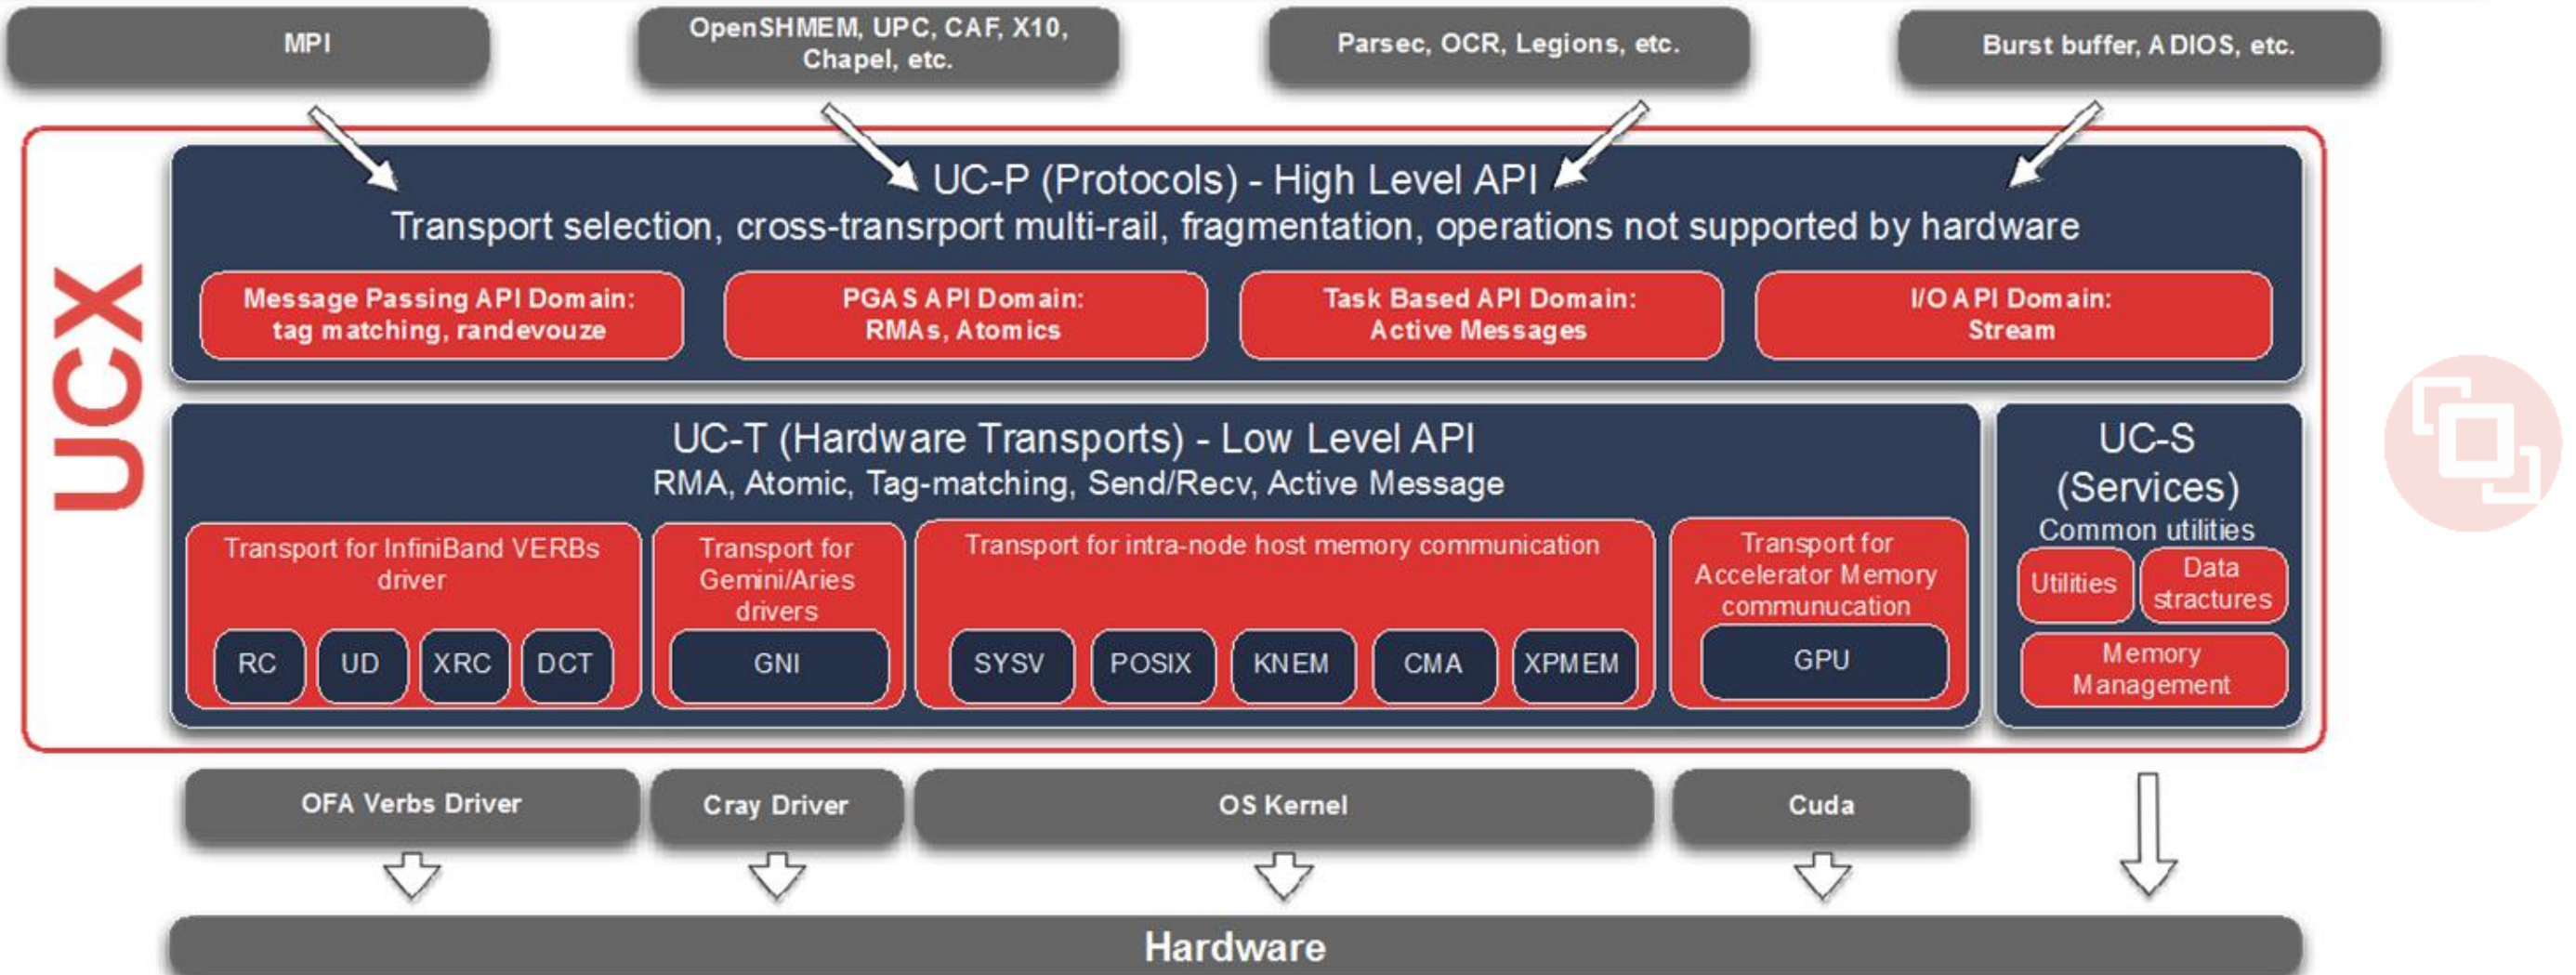 MPI
OpenSHMEM, UPC, CAF, X10,
Chapel, etc.
Parsec, OCR, Legions, etc.
Burst buffer, ADIOS, etc.
UCX
UC-P (Protocols) - High Level API
Transport selection, cross-transrport multi-rail, fragmentation, operations not supported by hardware
Message Passing API Domain:
tag matching, randevouze
PGAS API Domain:
RMAs, Atomics
Task Based API Domain:
Active Messages
I/O API Domain:
Stream
UC-T (Hardware Transports) - Low Level API
RMA, Atomic, Tag-matching, Send/Recv, Active Message
Transport for InfiniBand VERBs
driver
RC
UD
XRC
DCT
Transport for
Gemini/Aries
drivers
GNI
Transport for intra-node host memory communication
SYSV
POSIX
KNEM
CMA
XPMEM
Transport for
Accelerator Memory
communucation
GPU
UC-S
(Services)
Common utilities
Utilities
Data
stractures
Memory
Management
OFA Verbs Driver
Cray Driver
OS Kernel
Cuda
Hardware